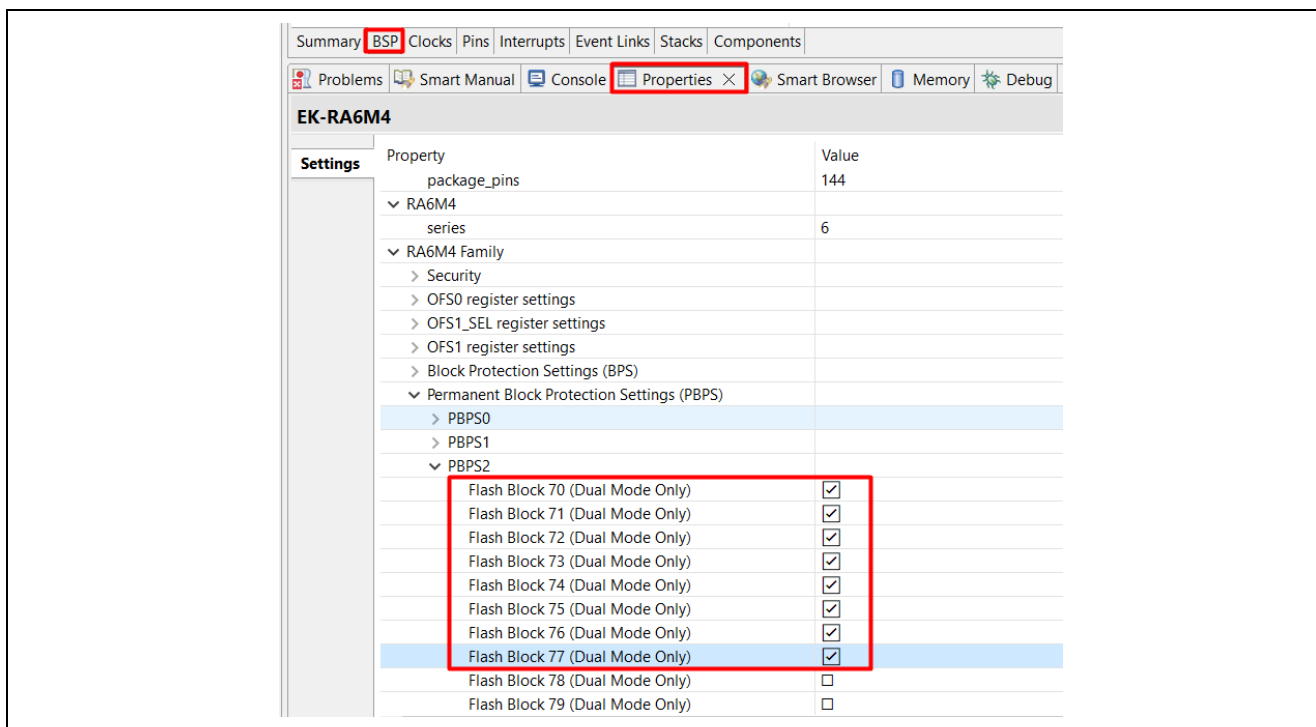 Summary BSP Clocks Pins Interrupts Event Links Stacks Components
Problems Smart Manual Console Properties Smart Browser Memory Debug
EK-RA6M4
Settings
Property Value
package_pins 144
RA6M4
series 6
RA6M4 Family
Security
OFS0 register settings
OFS1_SEL register settings
OFS1 register settings
Block Protection Settings (BPS)
Permanent Block Protection Settings (PBPS)
PBPS0
PBPS1
PBPS2
Flash Block 70 (Dual Mode Only)
Flash Block 71 (Dual Mode Only)
Flash Block 72 (Dual Mode Only)
Flash Block 73 (Dual Mode Only)
Flash Block 74 (Dual Mode Only)
Flash Block 75 (Dual Mode Only)
Flash Block 76 (Dual Mode Only)
Flash Block 77 (Dual Mode Only)
Flash Block 78 (Dual Mode Only)
Flash Block 79 (Dual Mode Only)